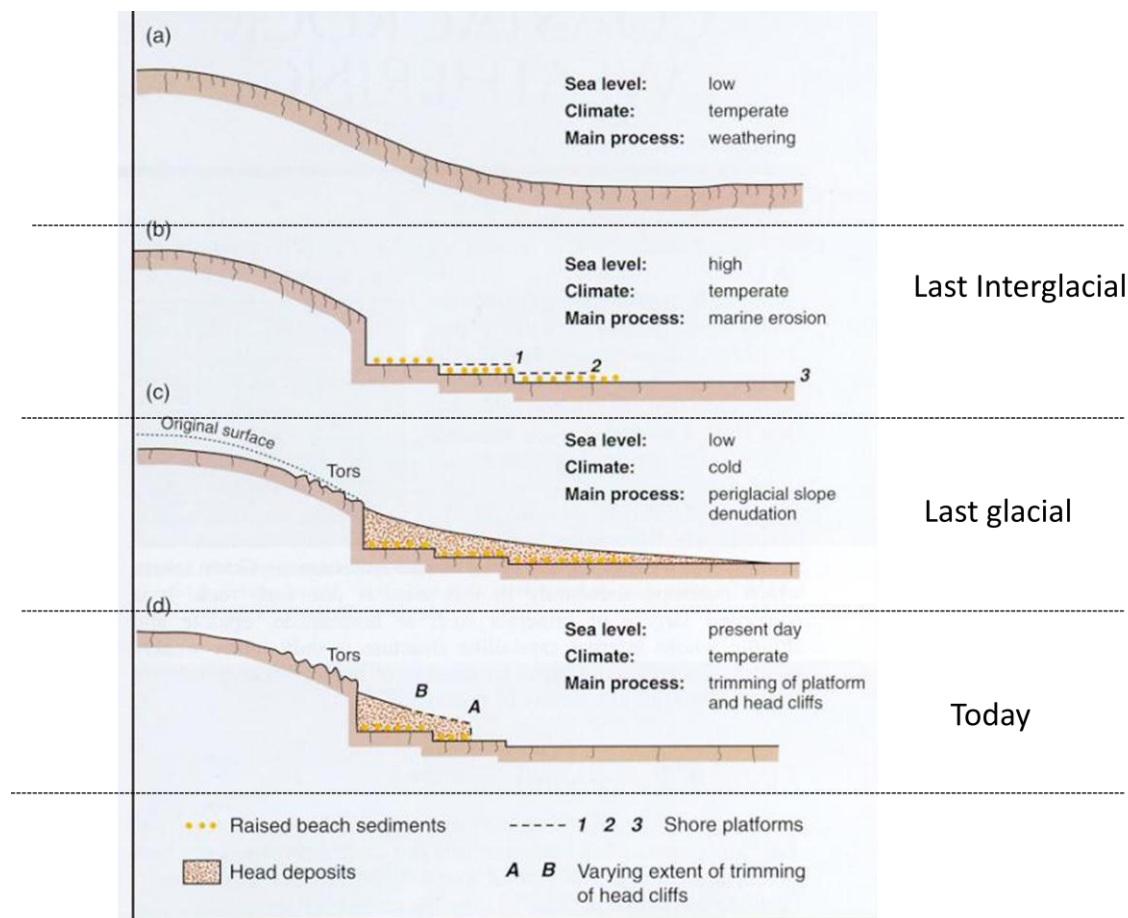 (a)
Sea level: low
Climate: temperate
Main process: weathering
(b)
Sea level: high
Climate: temperate
Main process: marine erosion
Last Interglacial
1
2
3
(c)
Original surface
Tors
Sea level: low
Climate: cold
Main process: periglacial slope
denudation
Last glacial
(d)
Tors
B
A
Sea level: present day
Climate: temperate
Main process: trimming of platform
and head cliffs
Today
Raised beach sediments
1 2 3 Shore platforms
Head deposits
A B Varying extent of trimming
of head cliffs